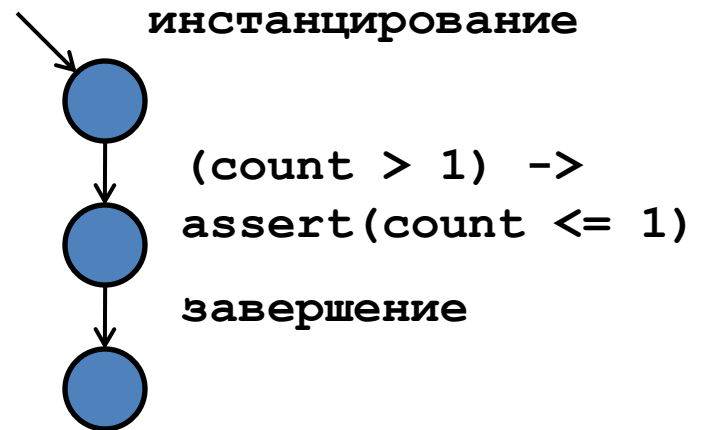 инстанцирование
(count > 1) ->
assert(count <= 1)
завершение